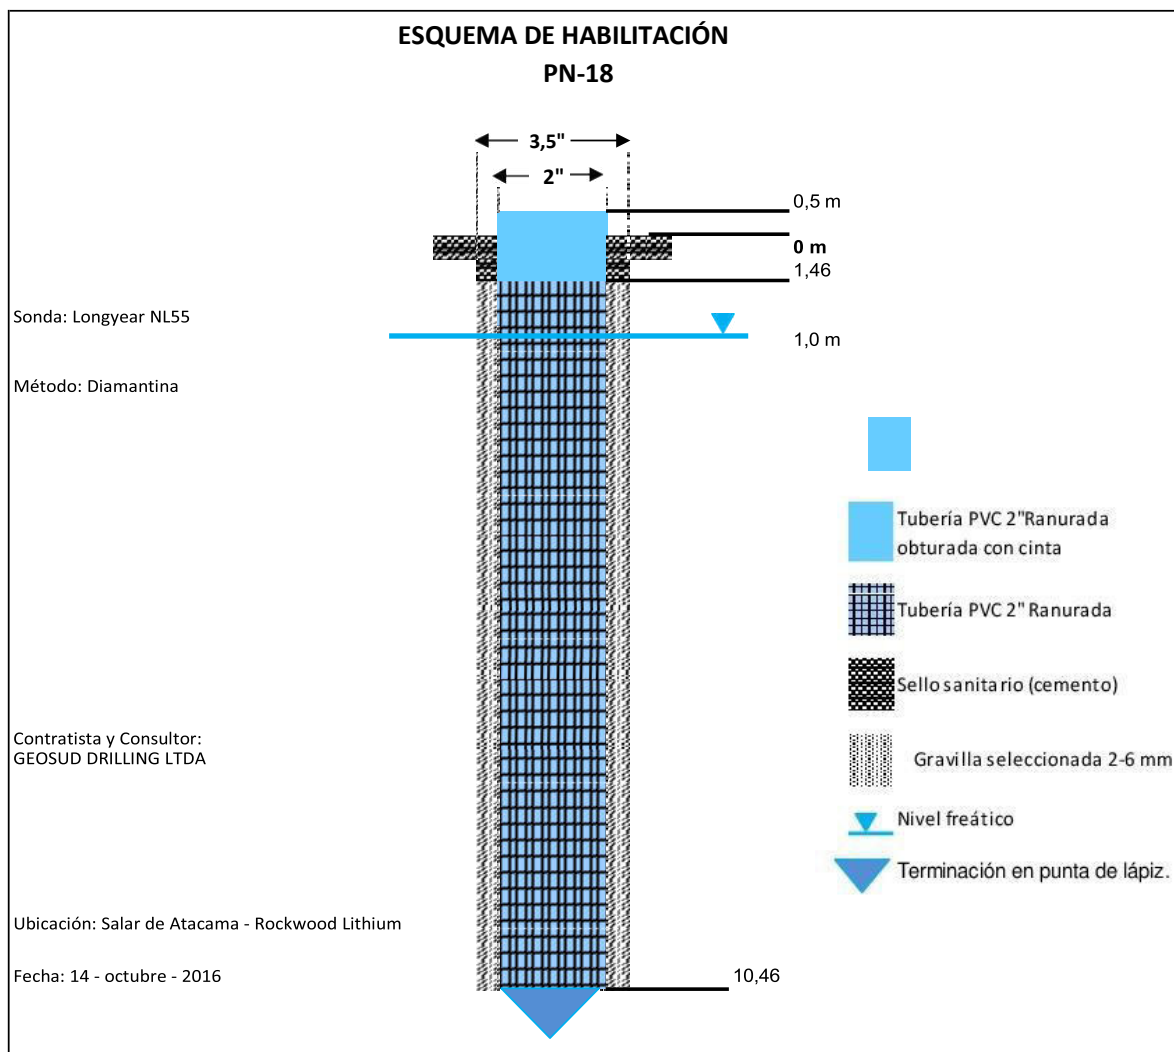 ESQUEMA DE HABILITACIÓN
PN-18
3,5"
2"
0,5 m
0 m
1,46
Sonda: Longyear NL55
1,0 m
Método: Diamantina
Tubería PVC 2"Ranurada
obturada con cinta
Tubería PVC 2" Ranurada
Sello sanitario (cemento)
Contratista y Consultor:
GEOSUD DRILLING LTDA
Gravilla seleccionada 2-6 mm
Nivel freático
Terminación en punta de lápiz.
Ubicación: Salar de Atacama - Rockwood Lithium
Fecha: 14 - octubre - 2016
10,46